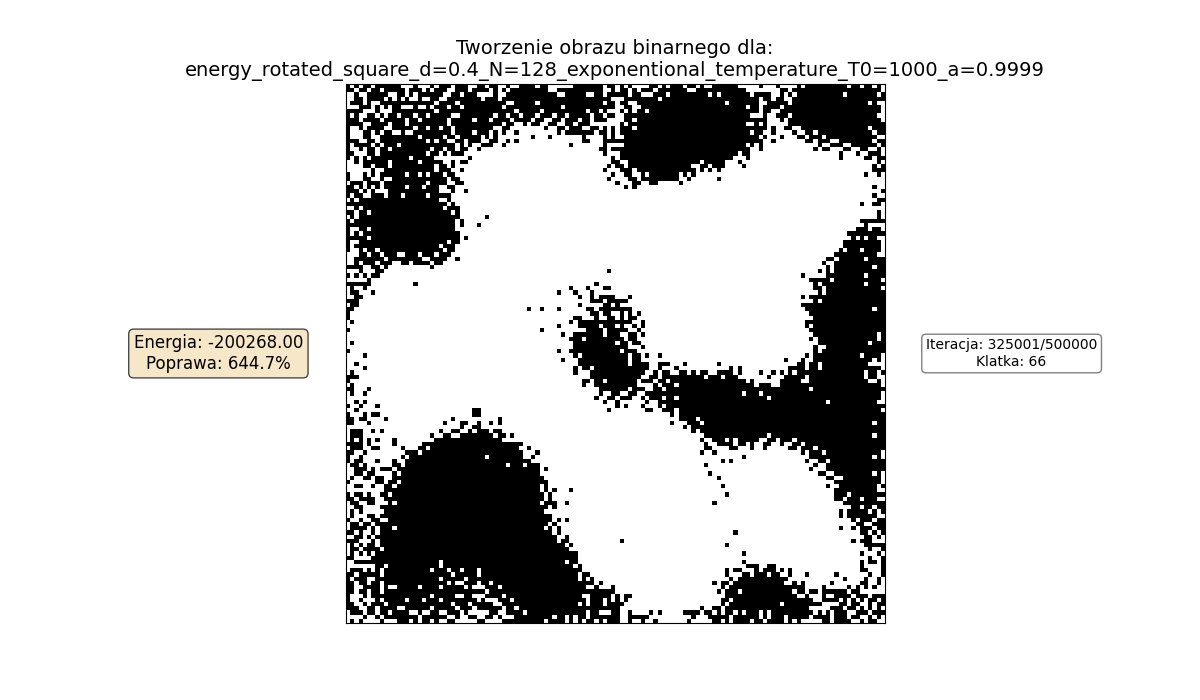 Tworzenie obrazu binarnego dla:
energy_rotated_square_d=0.4_N=128_exponentional_temperature_T0=1000_a=0.9999
Energia: -200268.00
Poprawa: 644.7%
Iteracja: 325001/500000
Klatka: 66